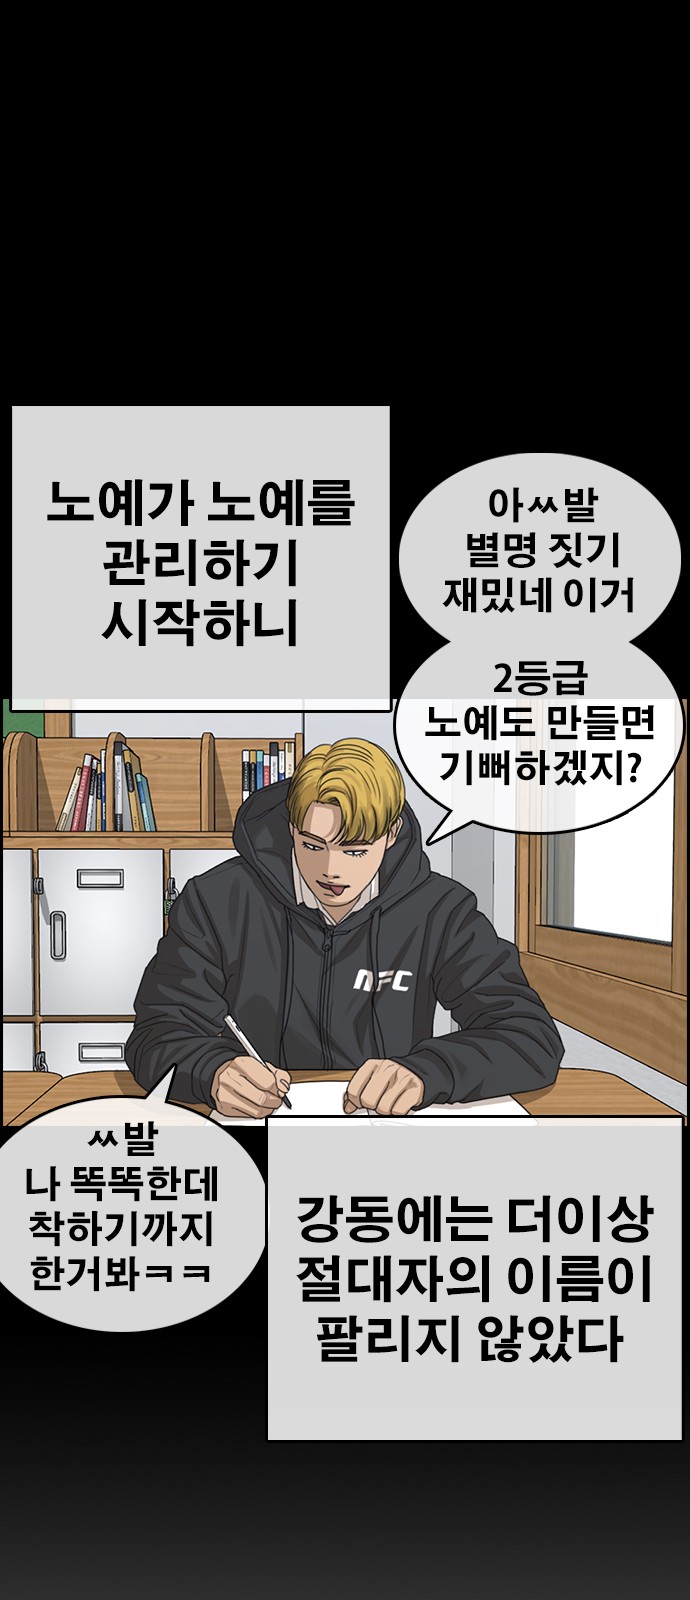 노예가 노예를
관리하기
시작하니
아ㅆ발
별명 짓기
재밌네 이거
2등급
노예도 만들면
기뻐하겠지?
NFC
ㅆ발
나 똑똑한데
착하기까지
한거봐ㅋㅋ
강동에는 더이상
절대자의 이름이
팔리지 않았다